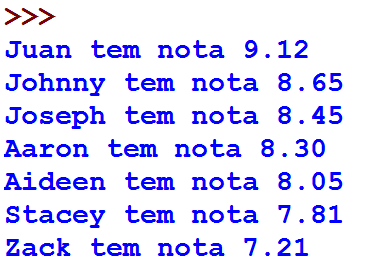 >>>
Juan tem nota 9.12
Johnny tem nota 8.65
Joseph tem nota 8.45
Aaron tem nota 8.30
Aideen tem nota 8.05
Stacey tem nota 7.81
Zack tem nota 7.21